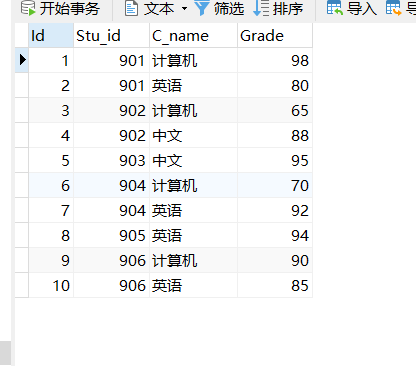 开始事务 文本 筛选 排序 导入
Id Stu_id C_name Grade
1 901 计算机 98
2 901 英语 80
3 902 计算机 65
4 902 中文 88
5 903 中文 95
6 904 计算机 70
7 904 英语 92
8 905 英语 94
9 906 计算机 90
10 906 英语 85